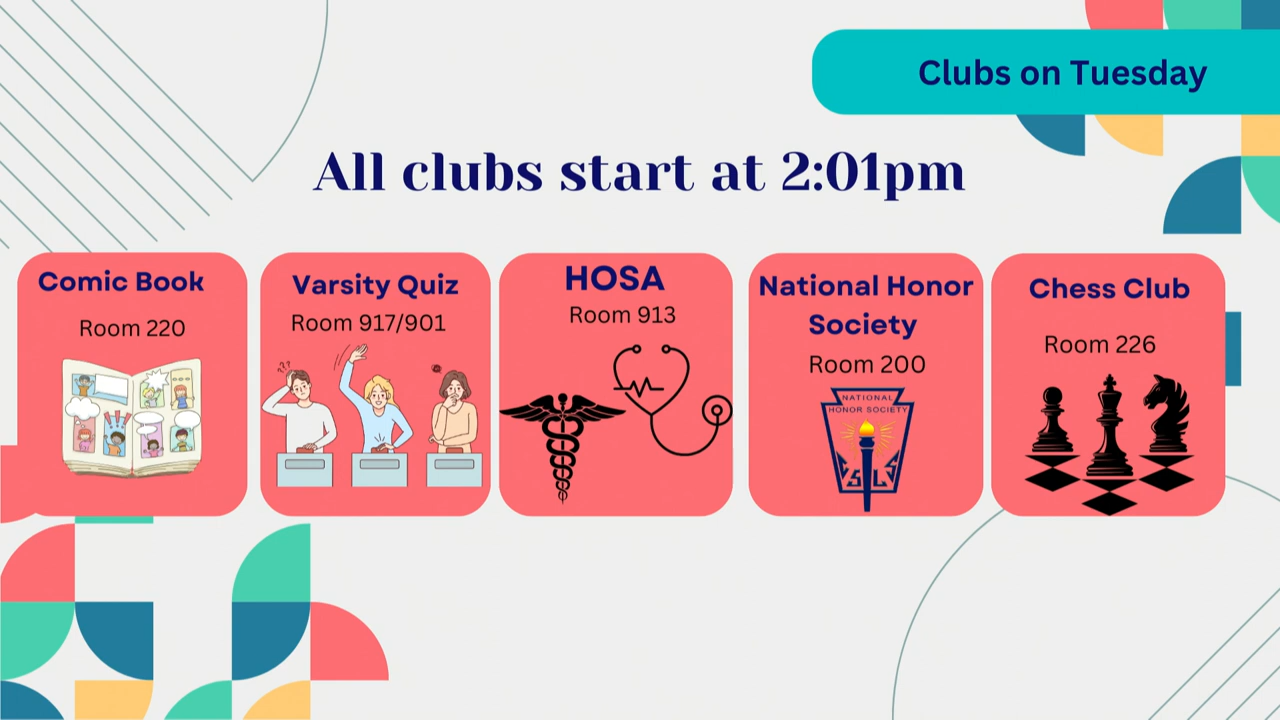 Clubs on Tuesday
All clubs start at 2:01pm
Comic Book
Room 220
Varsity Quiz
Room 917/901
???
HOSA
Room 913
National Honor
Society
Room 200
NATIONAL
HONOR SOCIETY
Chess Club
Room 226